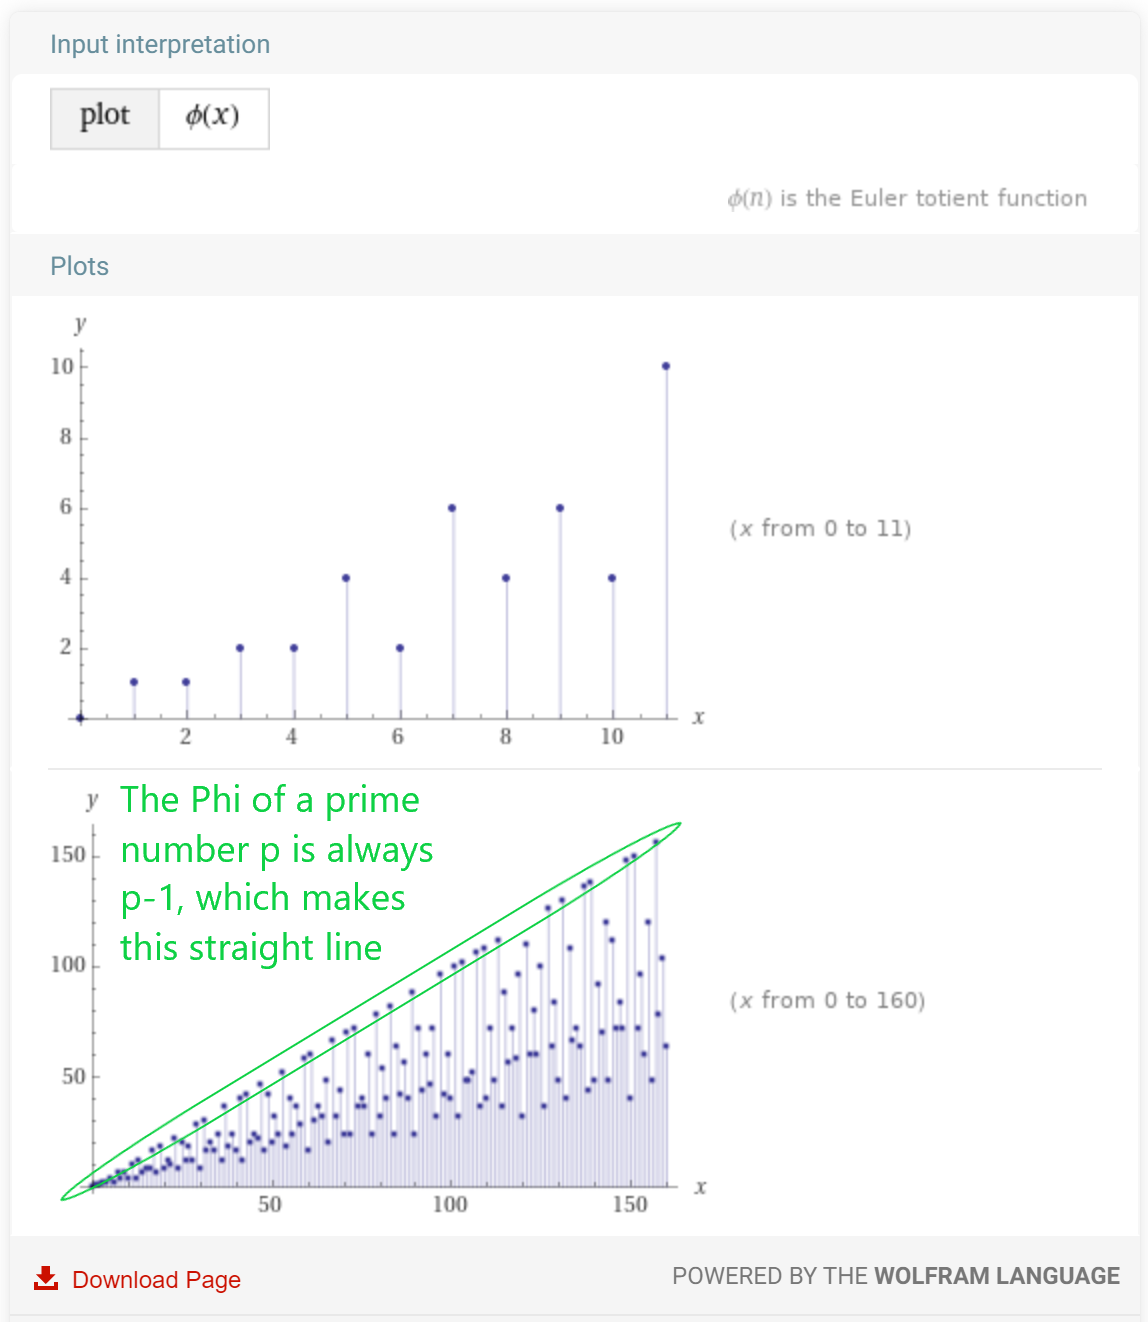 Input interpretation
plot ϕ(x)
ϕ(n) is the Euler totient function
Plots
y
10
8
6
4
2
2 4 6 8 10 x
(x from 0 to 11)
y
The Phi of a prime
number p is always
p-1, which makes
this straight line
150
100
50
50 100 150 x
(x from 0 to 160)
Download Page
POWERED BY THE WOLFRAM LANGUAGE